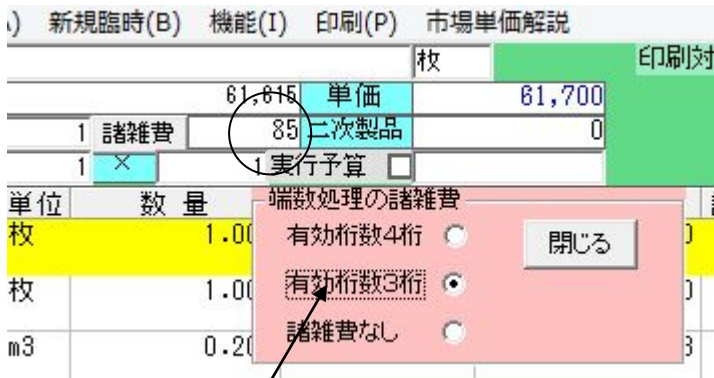 ) 新規臨時(B) 機能(I) 印刷(P) 市場単価解説
枚 印刷対
61,615 単価 61,700
1 諸雑費 85 二次製品 0
1 × 1 実行予算
単位 数量 端数処理の諸雑費
枚 1.00 有効桁数4桁 閉じる
枚 1.00 有効桁数3桁
m3 0.20 諸雑費なし 3